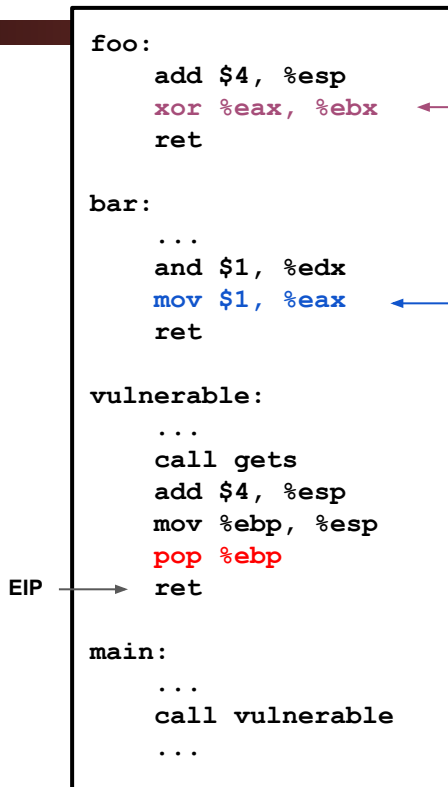 foo:
add $4, %esp
xor %eax, %ebx
ret
bar:
...
and $1, %edx
mov $1, %eax
ret
vulnerable:
...
call gets
add $4, %esp
mov %ebp, %esp
pop %ebp
EIP ret
main:
...
call vulnerable
...